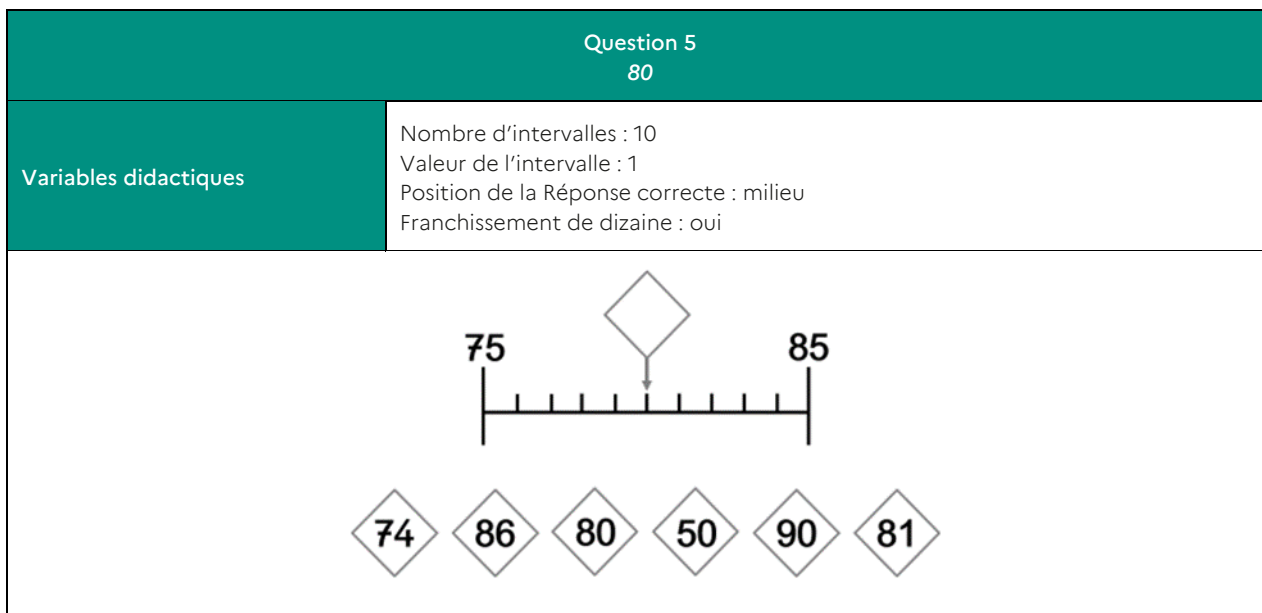 Question 5
80
Variables didactiques
Nombre d'intervalles : 10
Valeur de l'intervalle : 1
Position de la Réponse correcte : milieu
Franchissement de dizaine : oui
75 85
74 86 80 50 90 81